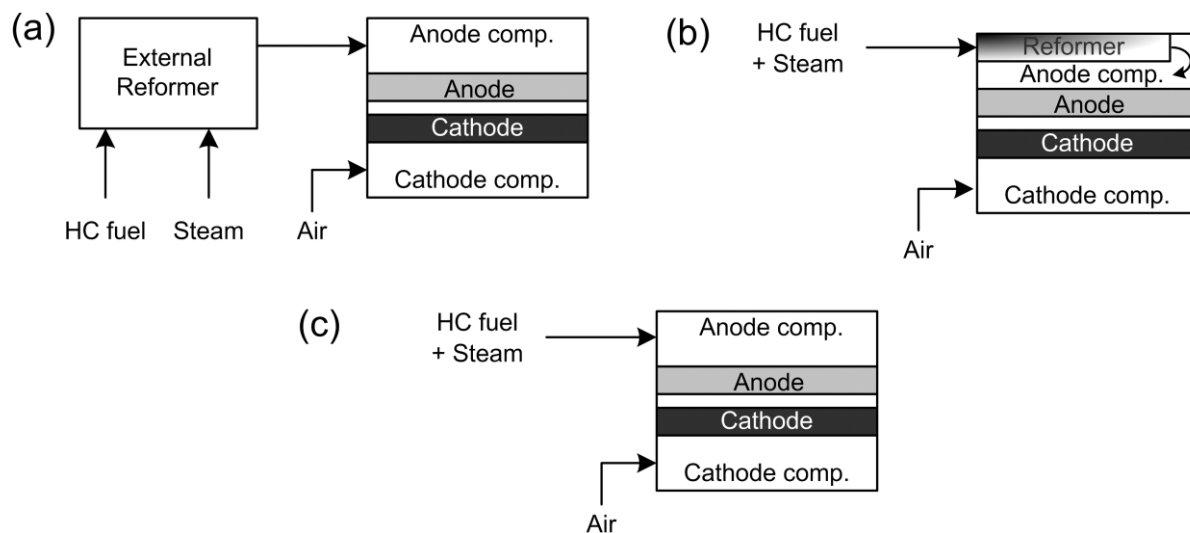 (a)
External
Reformer
HC fuel
Steam
Air
Anode comp.
Anode
Cathode
Cathode comp.
(b)
HC fuel
+ Steam
Reformer
Anode comp.
Anode
Cathode
Cathode comp.
Air
(c)
HC fuel
+ Steam
Anode comp.
Anode
Cathode
Cathode comp.
Air